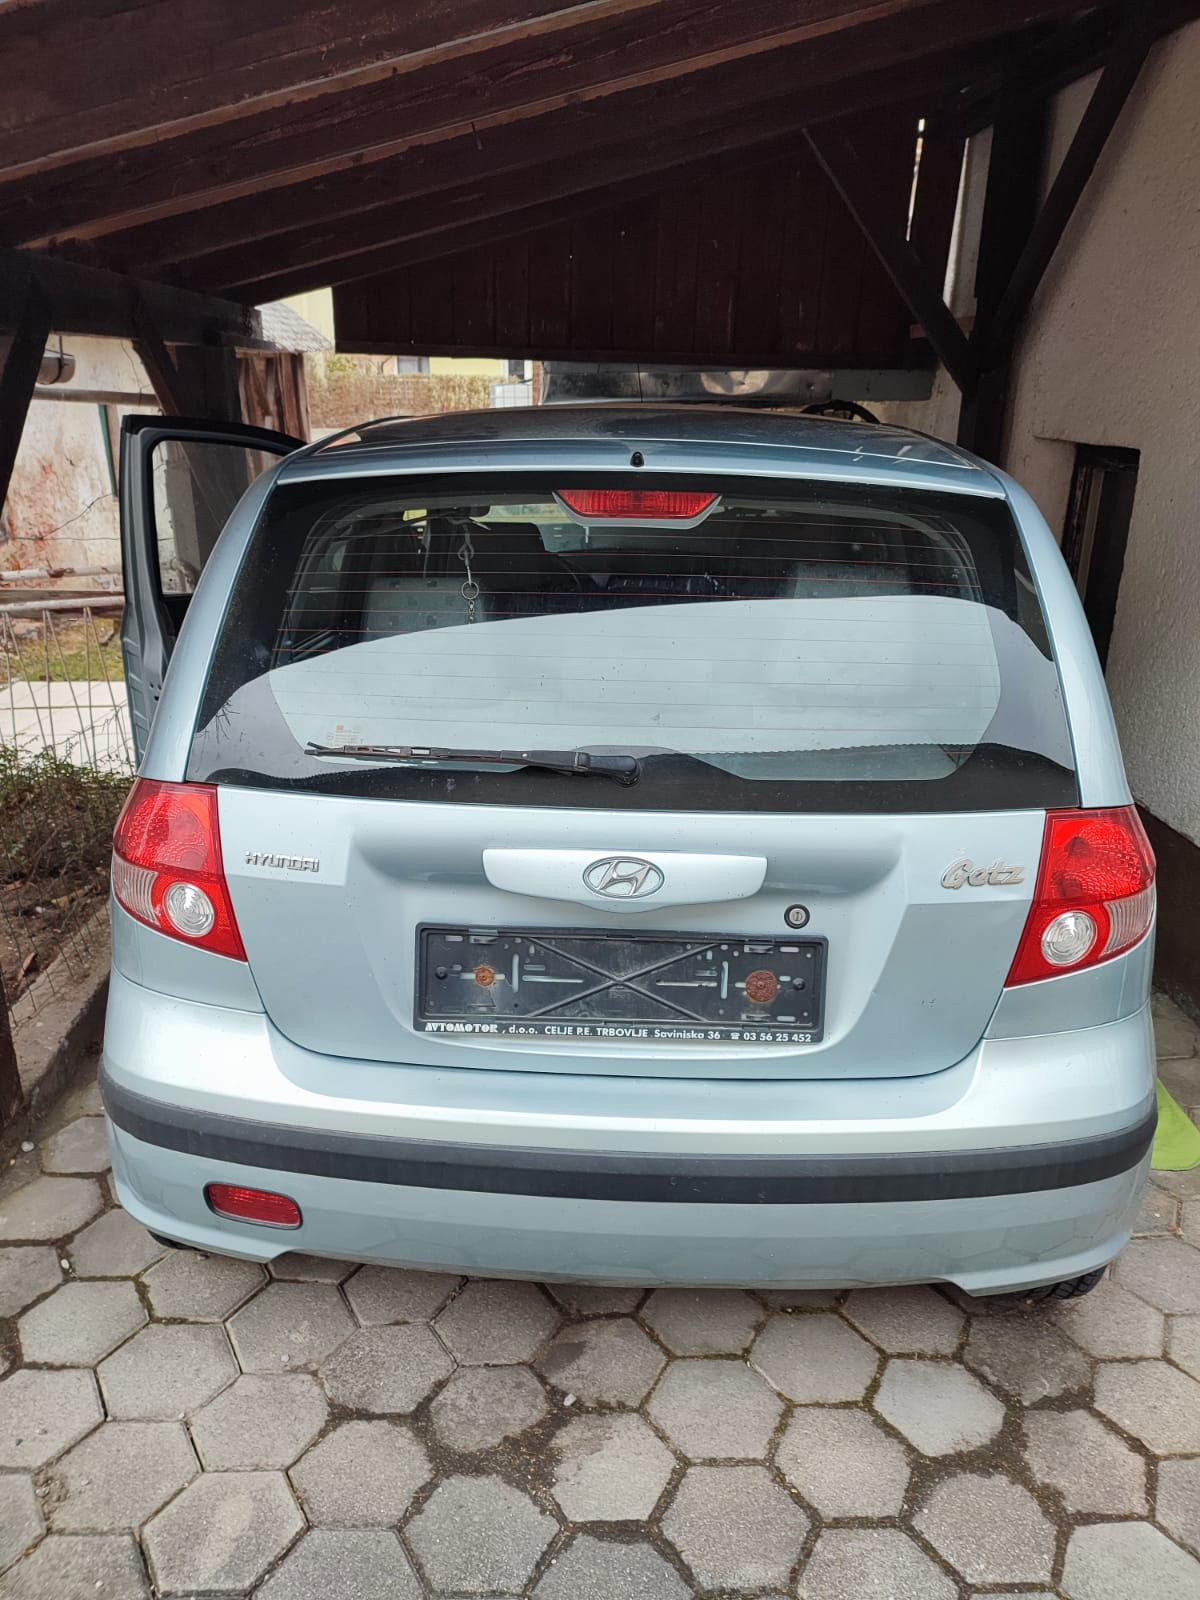 HYUNDAI
Getz
AVTOMOTOR , d.o.o. CELJE P.E. TRBOVLJE Savinjska 36 ☎ 03 56 25 452